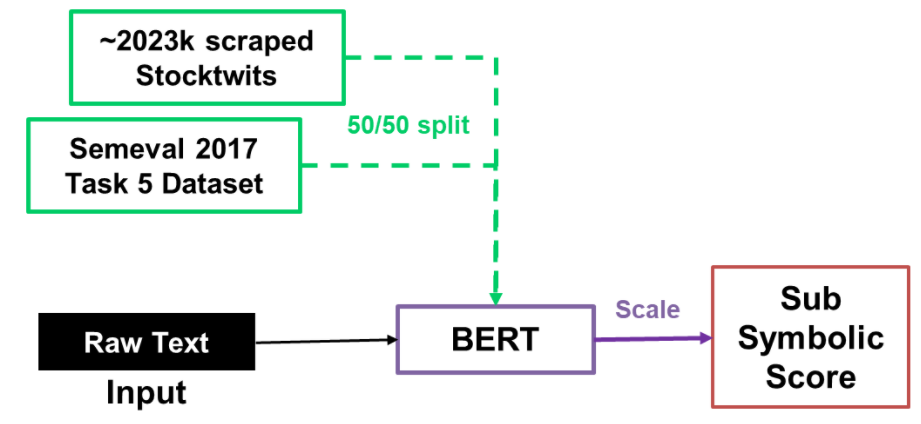 ~2023k scraped
Stocktwits
50/50 split
Semeval 2017
Task 5 Dataset
Raw Text
Input
BERT
Scale
Sub
Symbolic
Score